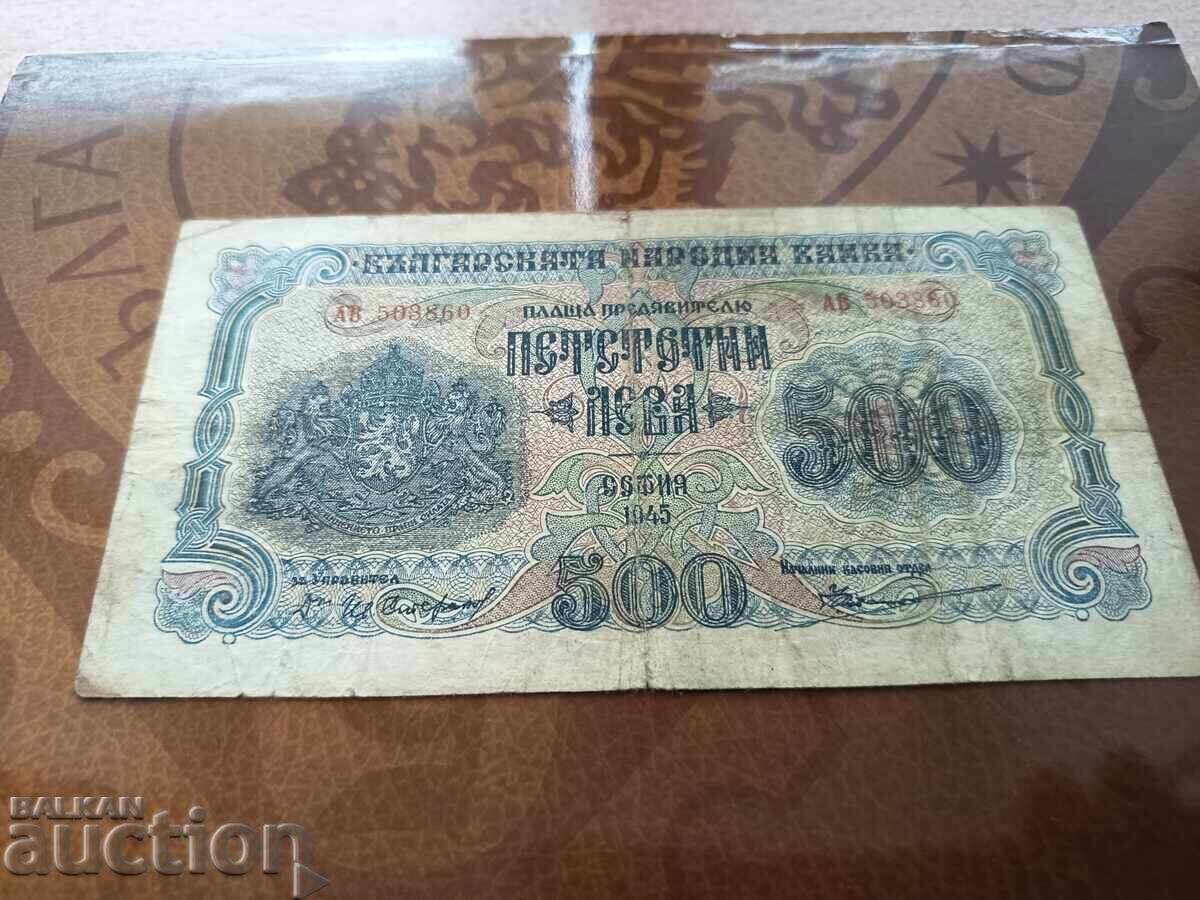 ЪЛГА
· БЪЛГАРСКАТА НАРОДНА БАНКА ·
АВ 503860
ПЛАЩА ПРЕДЯВИТЕЛЮ
АВ 503860
ПЕТСТОТИН
ЛЕВА
500
СОФИЯ
1945
ЗА УПРАВИТЕЛ
500
НАЧАЛНИК КАСОВИЯ ОТДЕЛ
BALKAN
auction